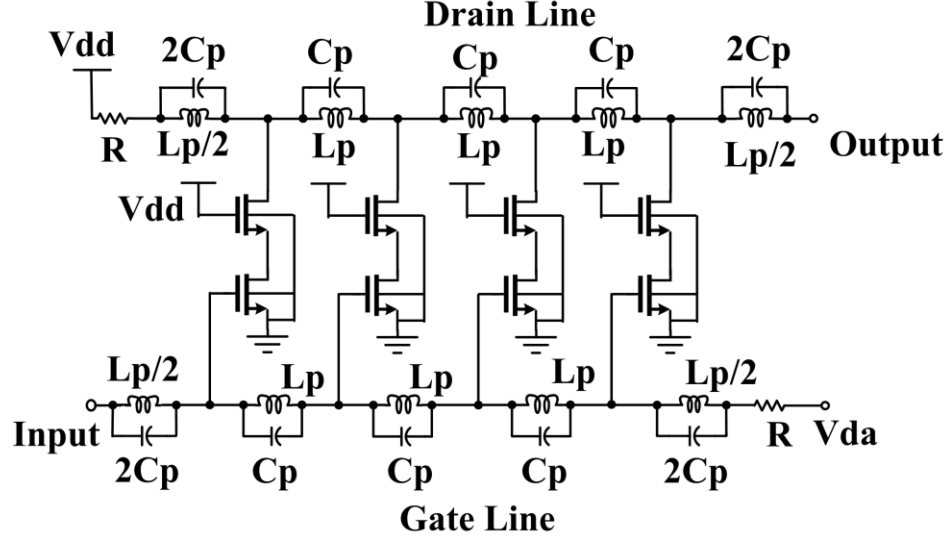 Drain Line
Vdd
2Cp
Cp
Cp
Cp
2Cp
R
Lp/2
Lp
Lp
Lp
Lp/2
Output
Vdd
Lp/2
Lp
Lp
Lp
Lp/2
Input
2Cp
Cp
Cp
Cp
2Cp
R
Vda
Gate Line